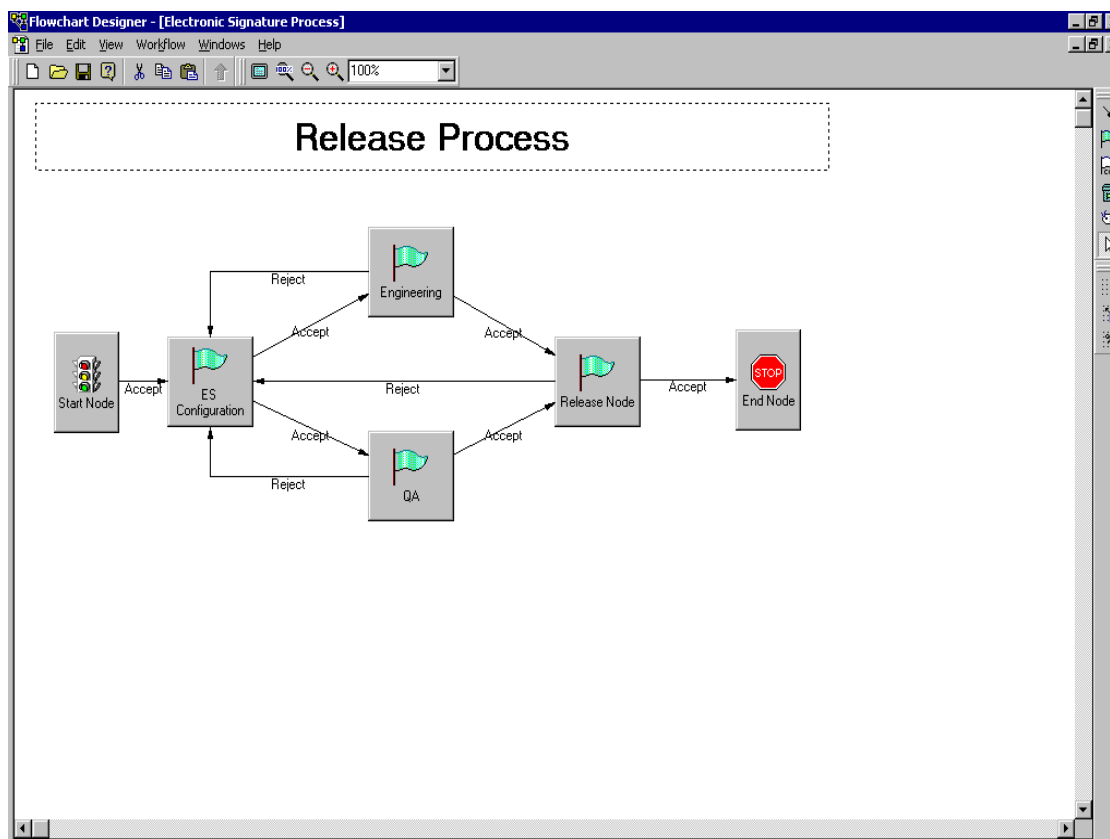 Flowchart Designer - [Electronic Signature Process]
File Edit View Workflow Windows Help
100%
Release Process
Engineering
Reject
Accept
Accept
Start Node
Accept
ES
Configuration
Reject
Release Node
Accept
STOP
End Node
Accept
Accept
Reject
QA